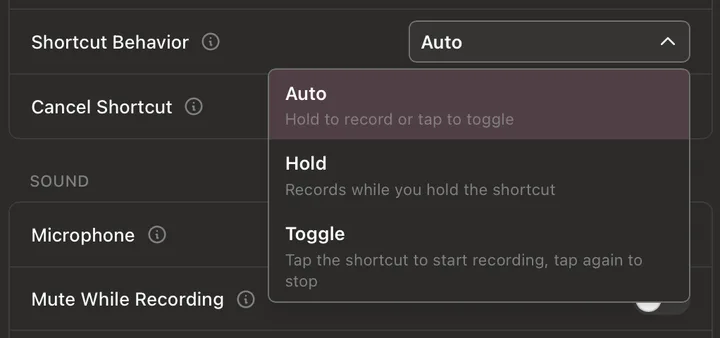 Shortcut Behavior
Auto
Auto
Hold to record or tap to toggle
Cancel Shortcut
Hold
Records while you hold the shortcut
SOUND
Toggle
Microphone
Tap the shortcut to start recording, tap again to
stop
Mute While Recording